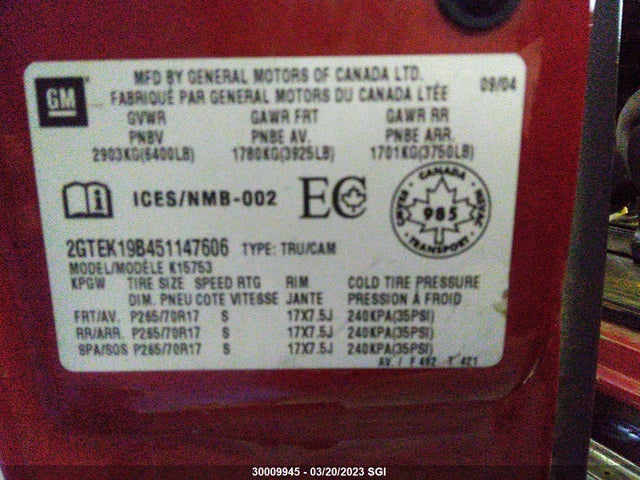 GM
MFD BY GENERAL MOTORS OF CANADA LTD.
FABRIQUÉ PAR GENERAL MOTORS DU CANADA LTÉE
09/04
GVWR GAWR FRT GAWR RR
PNBV PNBE AV. PNBE ARR.
2903KG(6400LB) 1780KG(3925LB) 1701KG(3750LB)
i ICES/NMB-002 EC
CANADA
985
TRANSPORT
2GTEK19B451147606 TYPE: TRU/CAM
MODEL/MODÈLE K15753
KPGW TIRE SIZE SPEED RTG RIM COLD TIRE PRESSURE
DIM. PNEU COTE VITESSE JANTE PRESSION À FROID
FRT/AV. P265/70R17 S 17X7.5J 240KPA(35PSI)
RR/ARR. P265/70R17 S 17X7.5J 240KPA(35PSI)
SPA/SOS P265/70R17 S 17X7.5J 240KPA(35PSI)
AV / F 492 T 421
30009945 - 03/20/2023 SGI